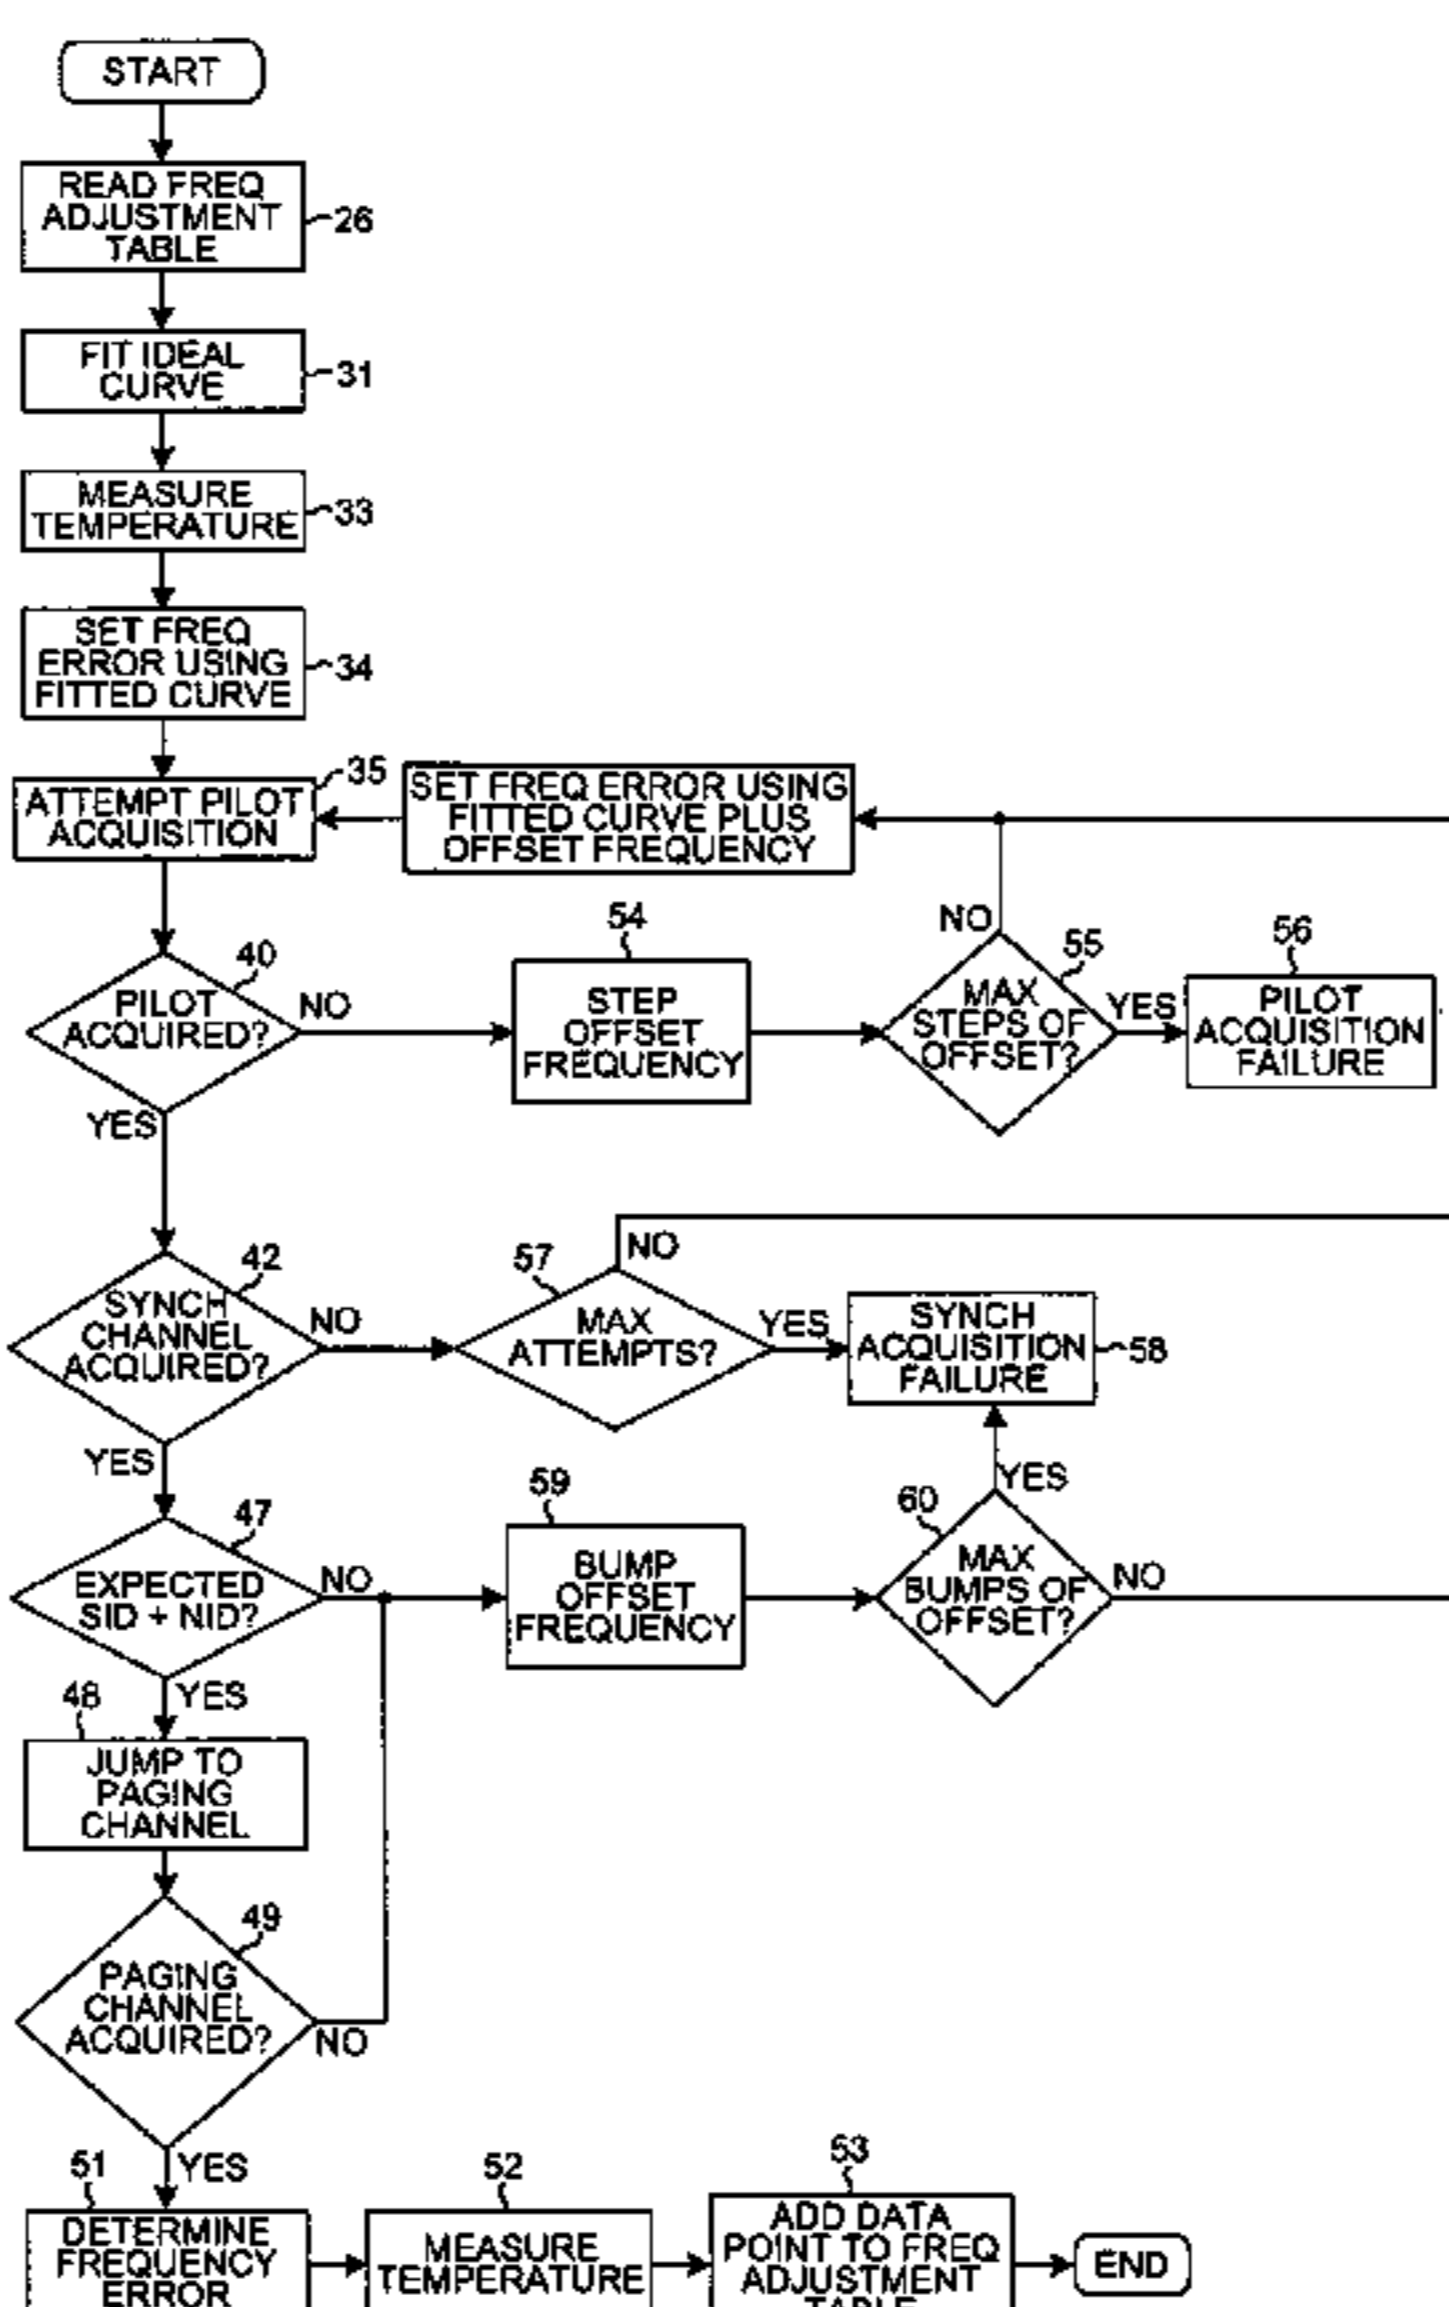 START
READ FREQ
ADJUSTMENT
TABLE
26
FIT IDEAL
CURVE
31
MEASURE
TEMPERATURE
33
SET FREQ
ERROR USING
FITTED CURVE
34
ATTEMPT PILOT
ACQUISITION
35
SET FREQ ERROR USING
FITTED CURVE PLUS
OFFSET FREQUENCY
PILOT
ACQUIRED?
40
NO
YES
54
STEP
OFFSET
FREQUENCY
NO
55
MAX
STEPS OF
OFFSET?
YES
56
PILOT
ACQUISITION
FAILURE
42
SYNCH
CHANNEL
ACQUIRED?
NO
YES
57
NO
MAX
ATTEMPTS?
YES
SYNCH
ACQUISITION
FAILURE
58
47
EXPECTED
SID + NID?
NO
YES
59
BUMP
OFFSET
FREQUENCY
60
YES
MAX
BUMPS OF
OFFSET?
NO
48
JUMP TO
PAGING
CHANNEL
49
PAGING
CHANNEL
ACQUIRED?
NO
YES
51
DETERMINE
FREQUENCY
ERROR
52
MEASURE
TEMPERATURE
53
ADD DATA
POINT TO FREQ
ADJUSTMENT
TABLE
END